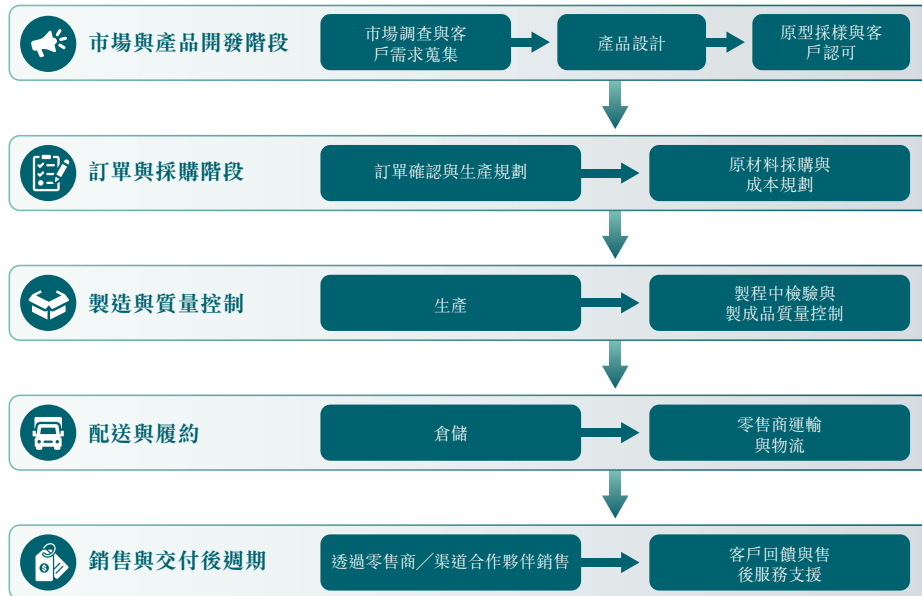 市場與產品開發階段
市場調查與客
戶需求蒐集
產品設計
原型採樣與客
戶認可
訂單與採購階段
訂單確認與生產規劃
原材料採購與
成本規劃
製造與質量控制
生產
製程中檢驗與
製成品質量控制
配送與履約
倉儲
零售商運輸
與物流
銷售與交付後週期
透過零售商／渠道合作夥伴銷售
客戶回饋與售
後服務支援